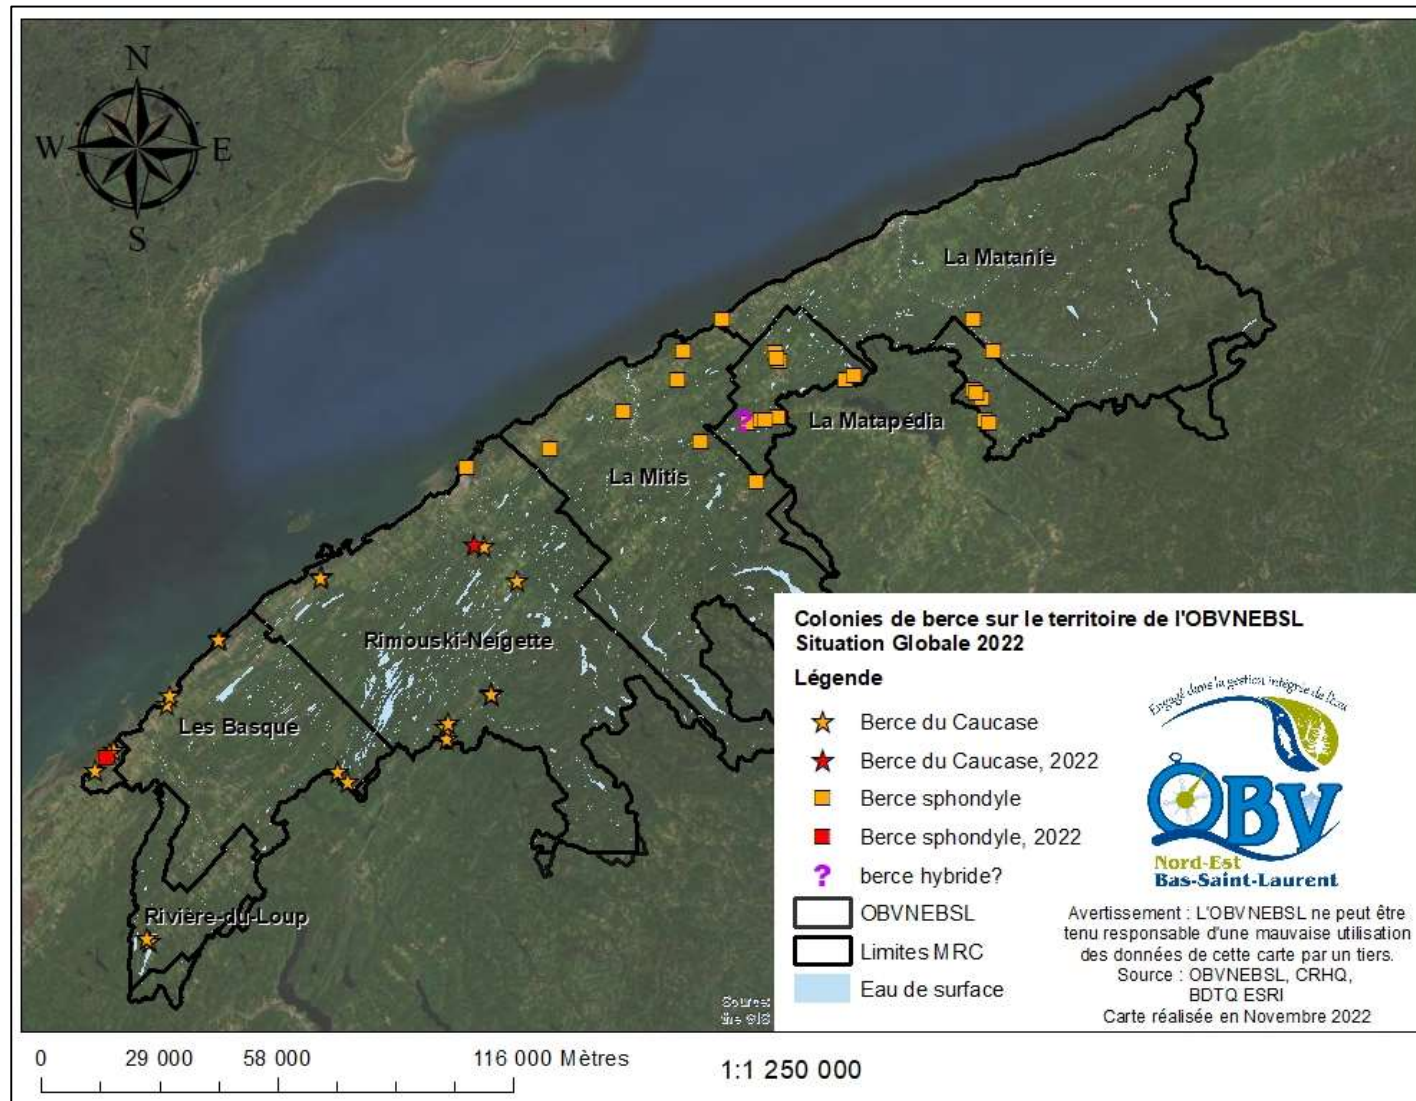 N
W E
S
La Matanie
La Matapédia
La Mitis
Rimouski-Neigette
Les Basque
Rivière-du-Loup
Source:
the GIS
Colonies de berce sur le territoire de l'OBVNEBSL
Situation Globale 2022
Légende
Berce du Caucase
Berce du Caucase, 2022
Berce sphondyle
Berce sphondyle, 2022
? berce hybride?
OBVNEBSL
Limites MRC
Eau de surface
Engagé dans la gestion intégrée de l'eau
OBV
Nord-Est
Bas-Saint-Laurent
Avertissement : L'OBVNEBSL ne peut être
tenu responsable d'une mauvaise utilisation
des données de cette carte par un tiers.
Source : OBVNEBSL, CRHQ,
BDTQ ESRI
Carte réalisée en Novembre 2022
0 29 000 58 000 116 000 Mètres
1:1 250 000